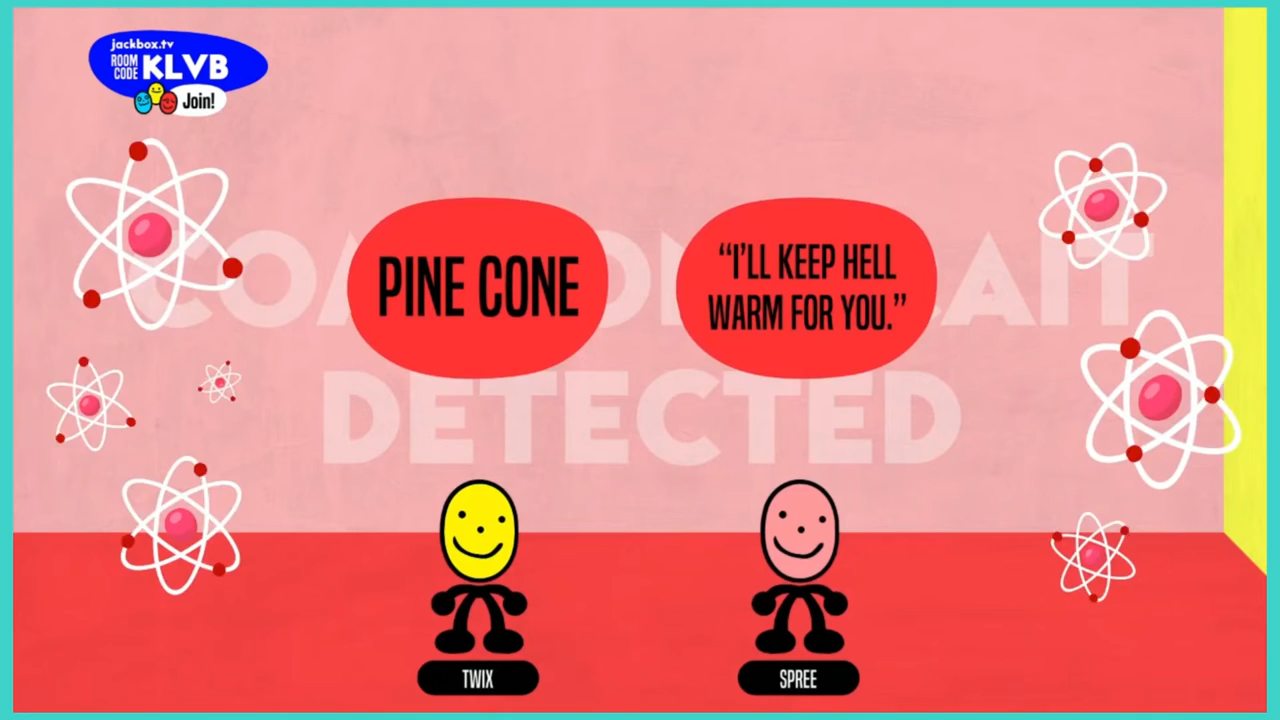 jackbox.tv
ROOM
CODE KLVB
Join!
PINE CONE
“I’LL KEEP HELL
WARM FOR YOU.”
DETECTED
TWIX
SPREE